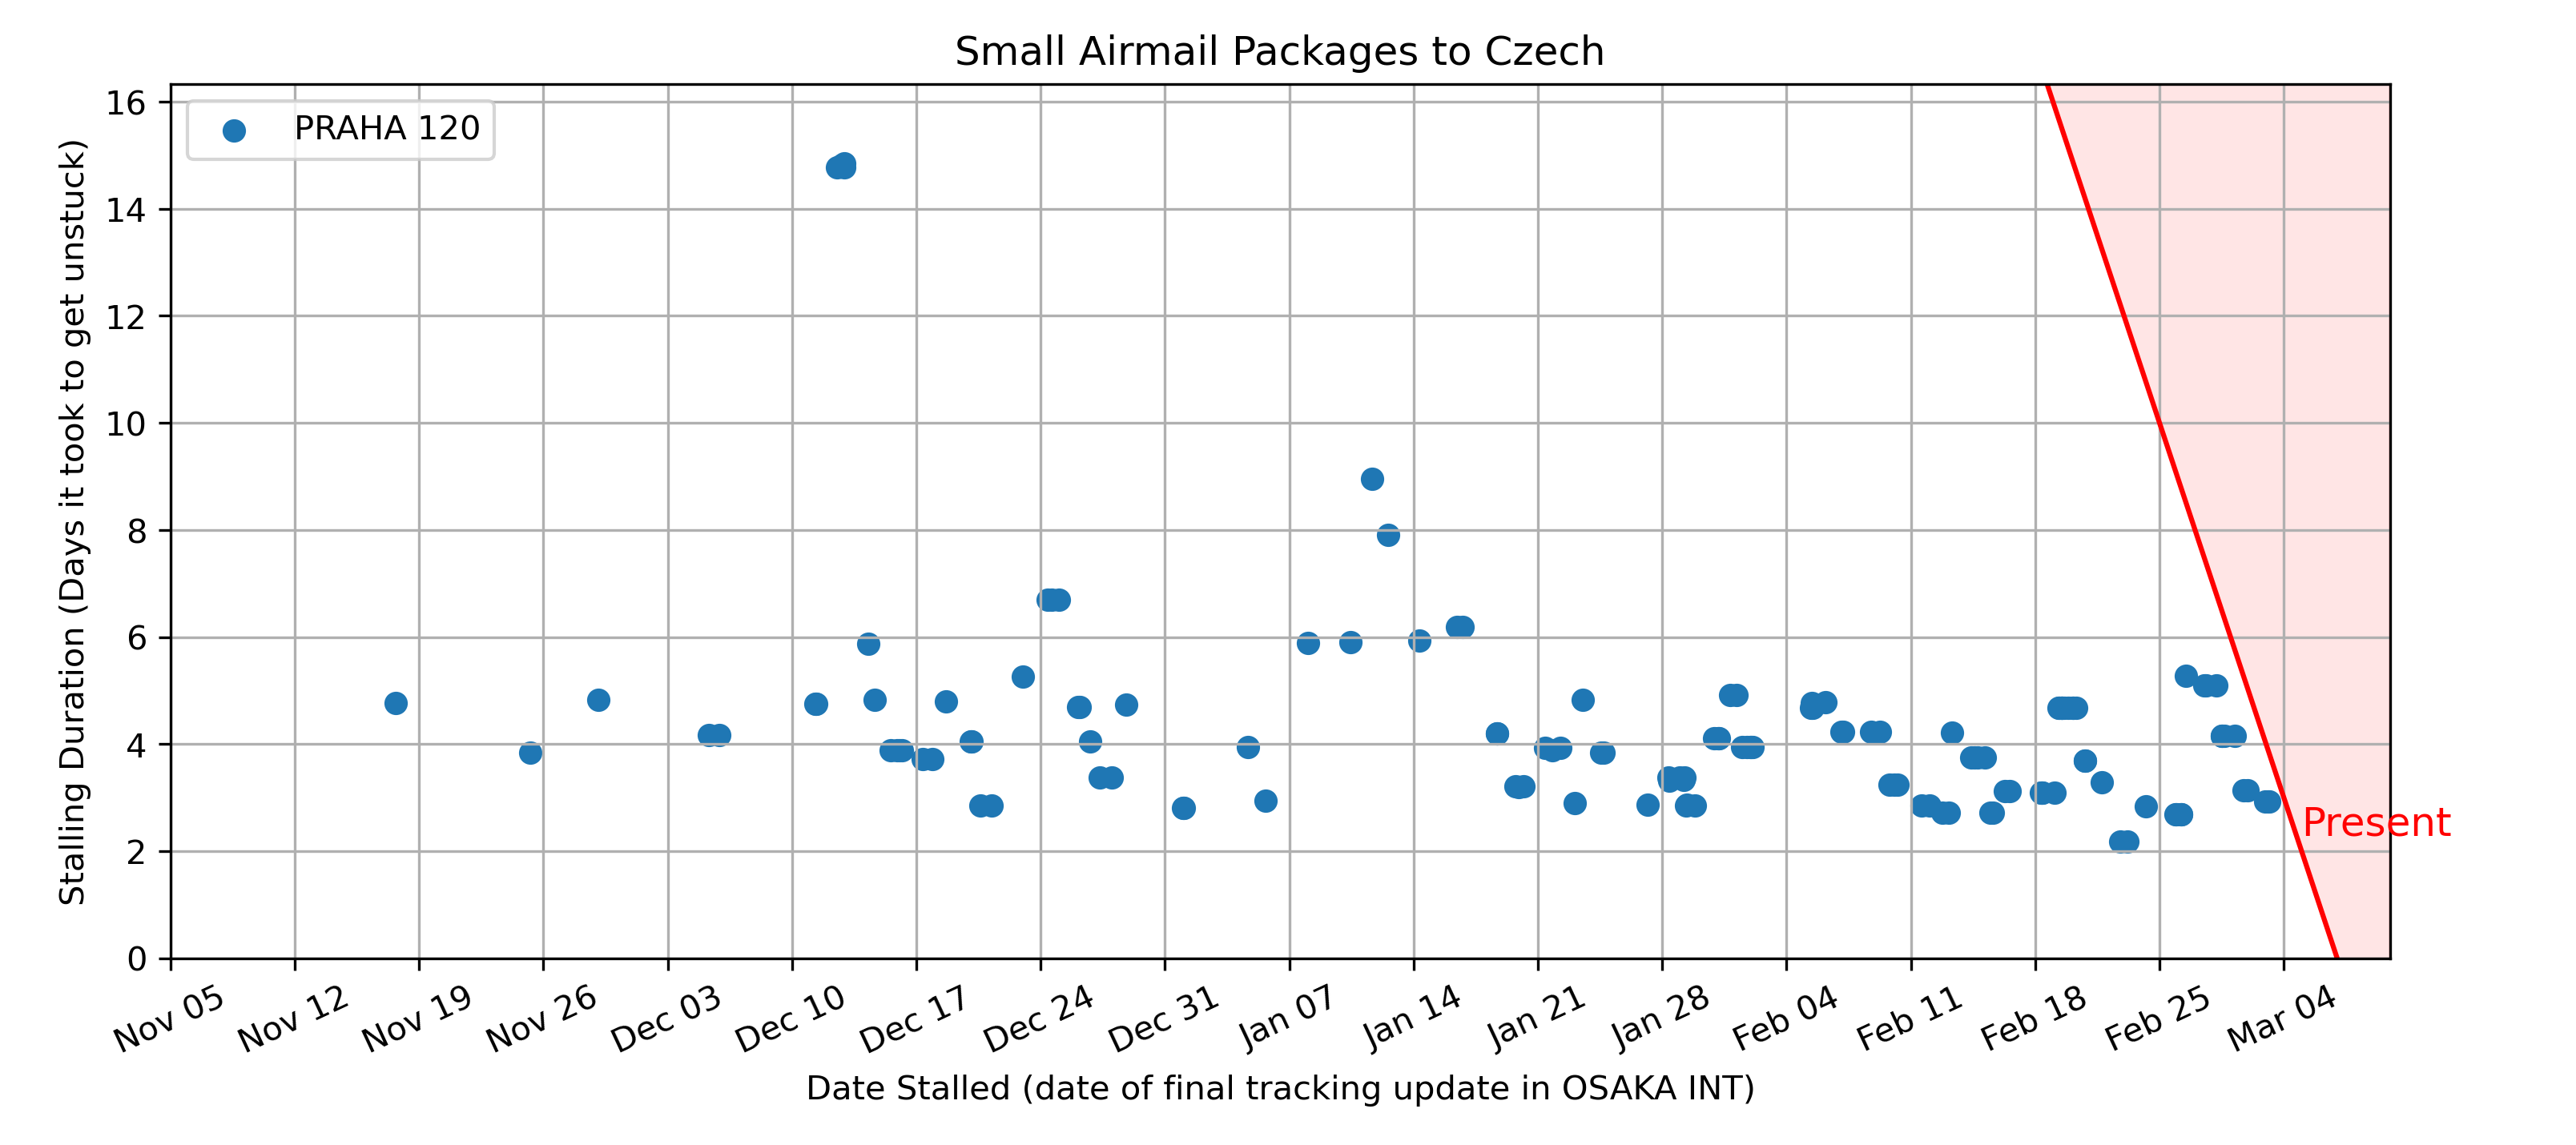 Small Airmail Packages to Czech
PRAHA 120
Stalling Duration (Days it took to get unstuck)
16
14
12
10
8
6
4
2
0
Present
Nov 05
Nov 12
Nov 19
Nov 26
Dec 03
Dec 10
Dec 17
Dec 24
Dec 31
Jan 07
Jan 14
Jan 21
Jan 28
Feb 04
Feb 11
Feb 18
Feb 25
Mar 04
Date Stalled (date of final tracking update in OSAKA INT)